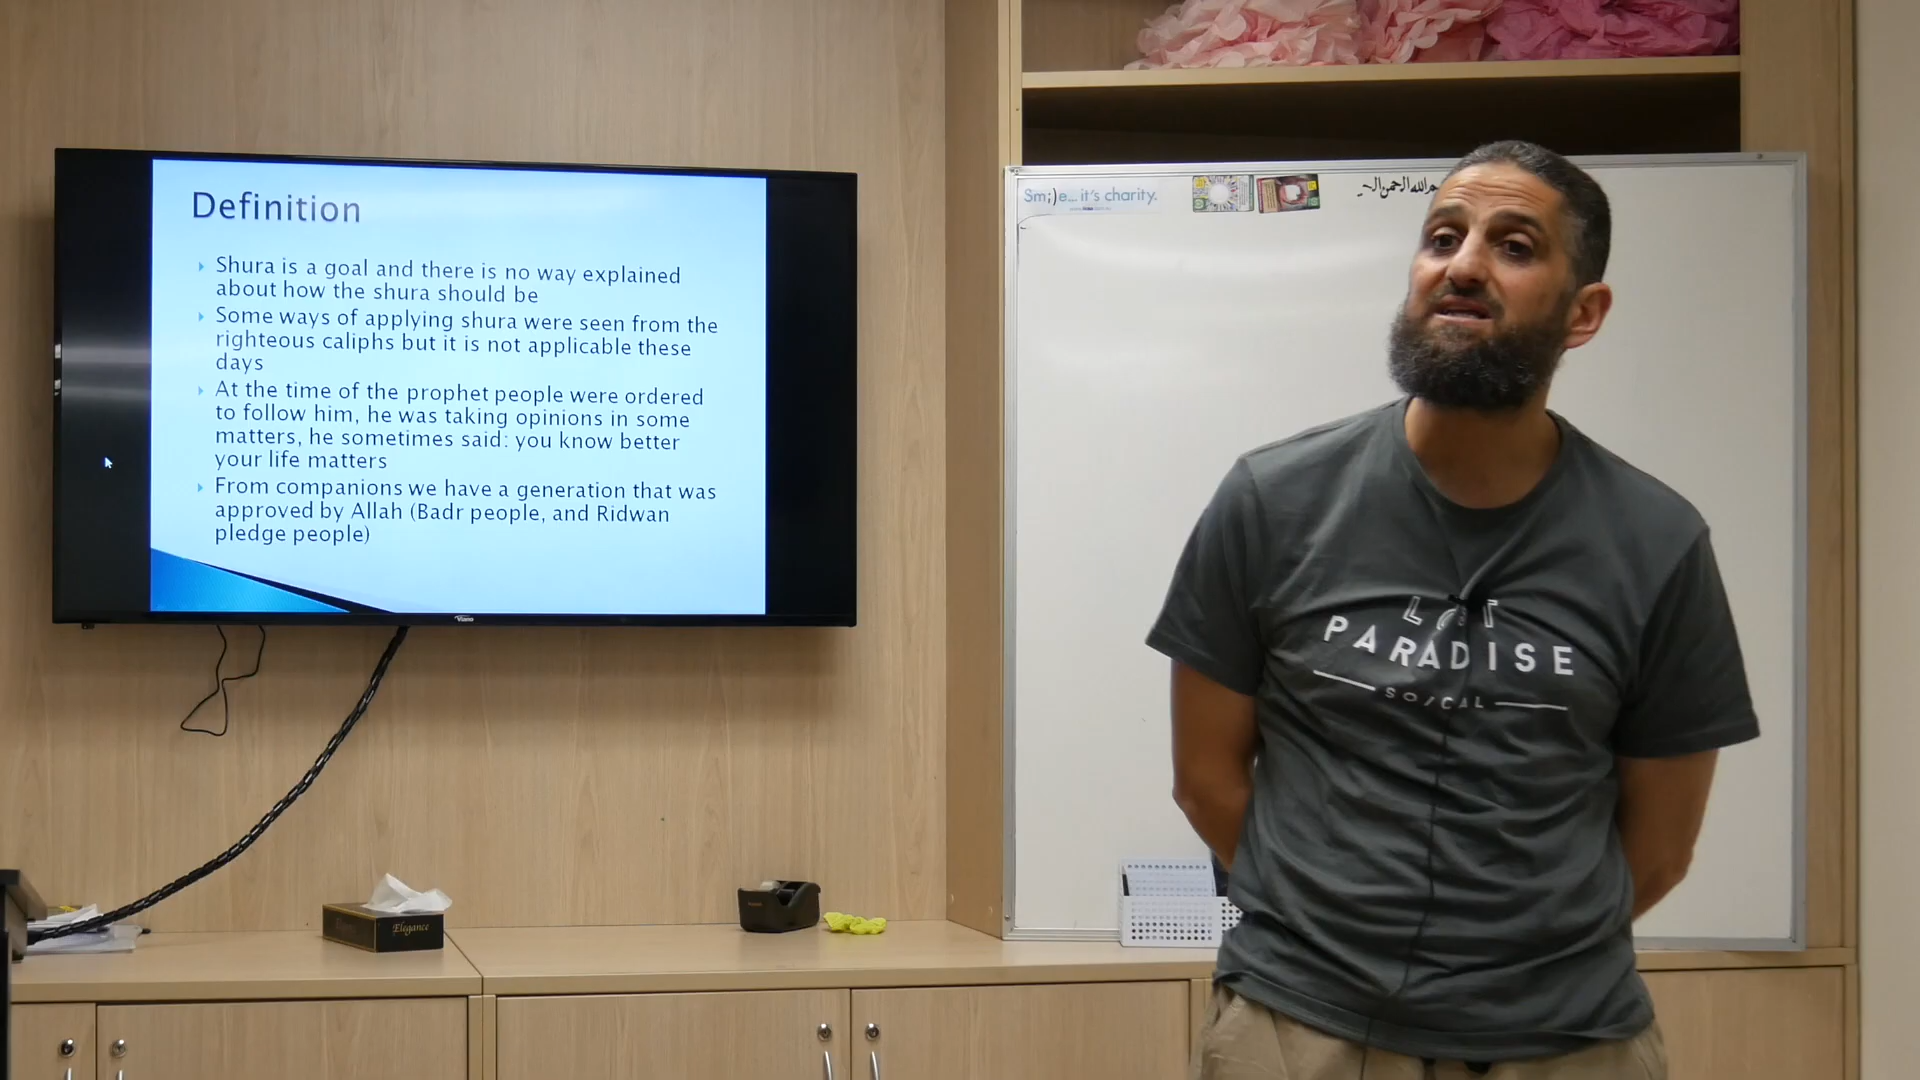 Definition
Shura is a goal and there is no way explained
about how the shura should be
Some ways of applying shura were seen from the
righteous caliphs but it is not applicable these
days
At the time of the prophet people were ordered
to follow him, he was taking opinions in some
matters, he sometimes said: you know better
your life matters
From companions we have a generation that was
approved by Allah (Badr people, and Ridwan
pledge people)
Viano
Sm;)e... it's charity.
PARADISE
SO/CAL
Elegance